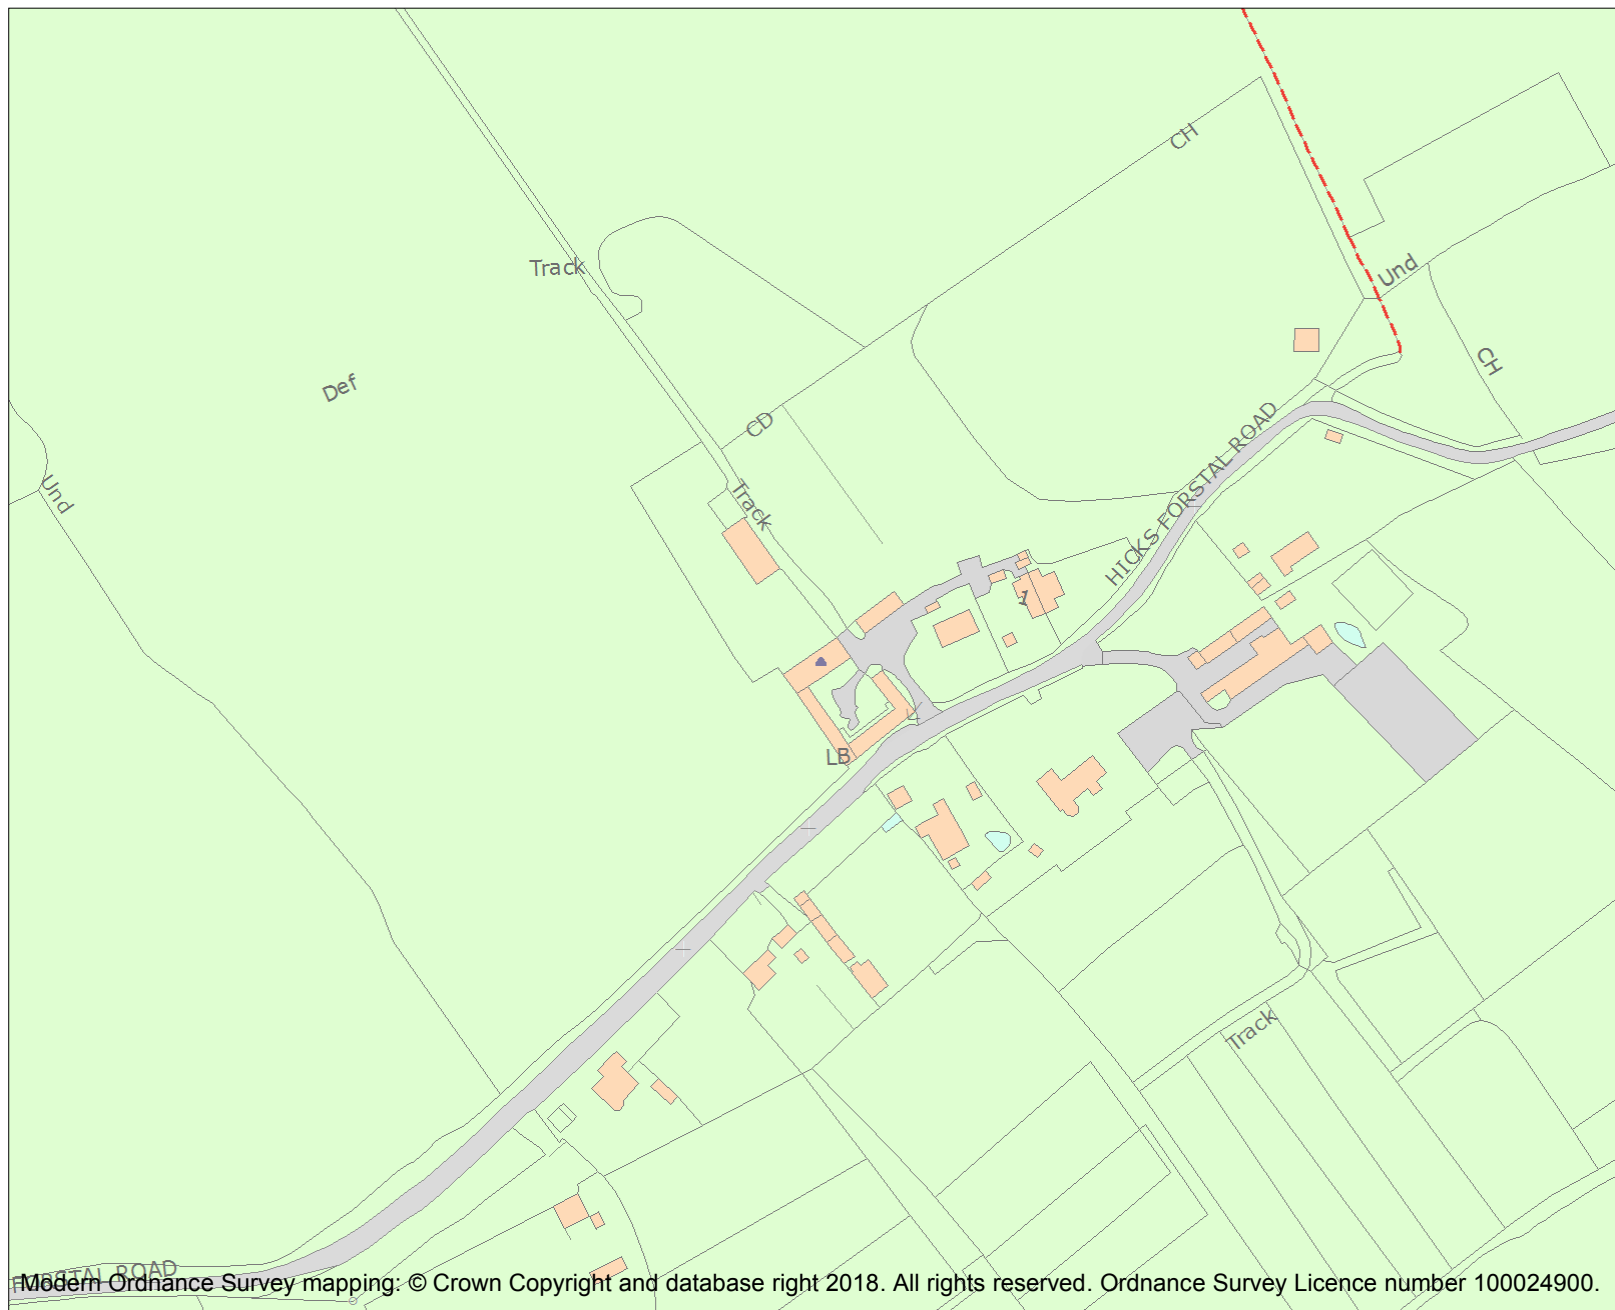 CH
Track
Und
CH
Def
HICKS FORSTAL ROAD
CD
Und
Track
1
LB
Track
FORSTAL ROAD
Modern Ordnance Survey mapping: © Crown Copyright and database right 2018. All rights reserved. Ordnance Survey Licence number 100024900.